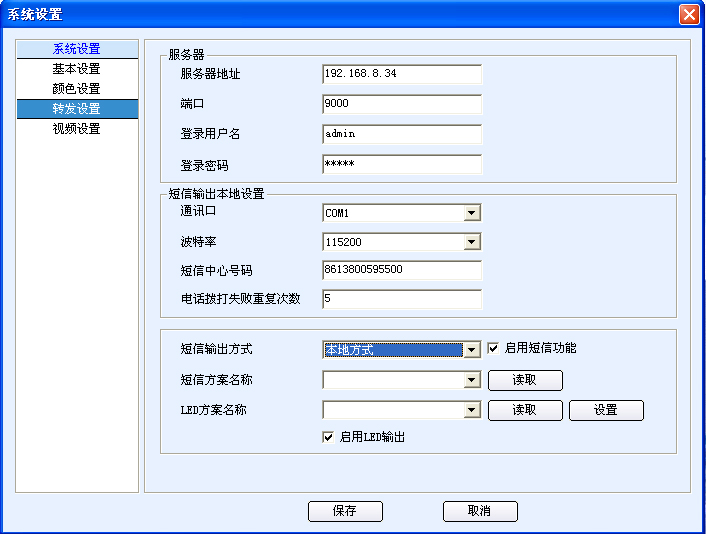 系统设置
系统设置
基本设置
颜色设置
转发设置
视频设置
服务器
服务器地址 192.168.8.34
端口 9000
登录用户名 admin
登录密码 *****
短信输出本地设置
通讯口 COM1
波特率 115200
短信中心号码 8613800595500
电话拨打失败重复次数 5
短信输出方式 本地方式 启用短信功能
短信方案名称 读取
LED方案名称 读取 设置
启用LED输出
保存 取消